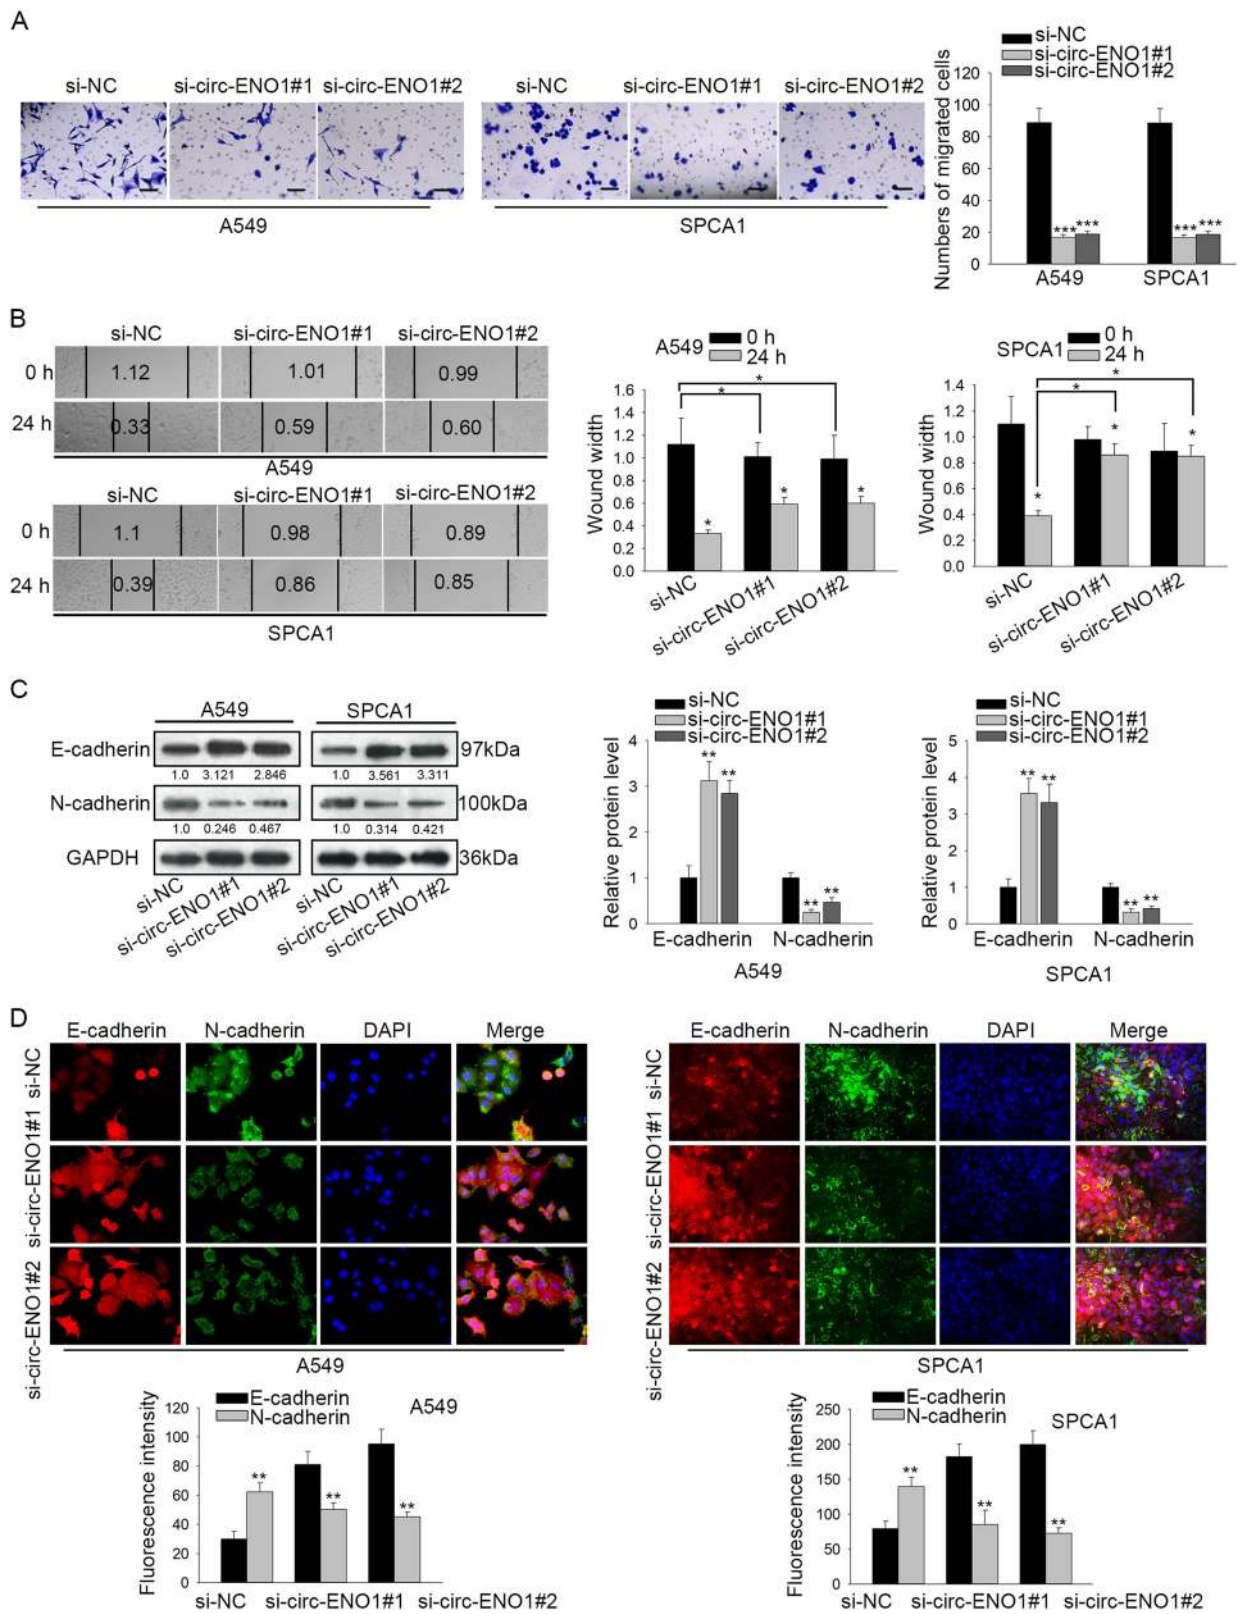 A
si-NC si-circ-ENO1#1 si-circ-ENO1#2
A549
si-NC si-circ-ENO1#1 si-circ-ENO1#2
SPCA1
si-NC
si-circ-ENO1#1
si-circ-ENO1#2
Numbers of migrated cells
120
100
80
60
40
20
0
*** *** *** ***
A549 SPCA1
B
si-NC si-circ-ENO1#1 si-circ-ENO1#2
0 h 1.12 1.01 0.99
24 h 0.33 0.59 0.60
A549
si-NC si-circ-ENO1#1 si-circ-ENO1#2
0 h 1.1 0.98 0.89
24 h 0.39 0.86 0.85
SPCA1
A549
0 h
24 h
Wound width
1.6
1.4
1.2
1.0
0.8
0.6
0.4
0.2
0.0
* * * * *
si-NC si-circ-ENO1#1 si-circ-ENO1#2
SPCA1
0 h
24 h
Wound width
1.4
1.2
1.0
0.8
0.6
0.4
0.2
0.0
* * * * *
si-NC si-circ-ENO1#1 si-circ-ENO1#2
C
A549 SPCA1
E-cadherin 97kDa
1.0 3.121 2.846 1.0 3.561 3.311
N-cadherin 100kDa
1.0 0.246 0.467 1.0 0.314 0.421
GAPDH 36kDa
si-NC si-circ-ENO1#1 si-circ-ENO1#2 si-NC si-circ-ENO1#1 si-circ-ENO1#2
si-NC
si-circ-ENO1#1
si-circ-ENO1#2
Relative protein level
4
3
2
1
0
** ** ** **
E-cadherin N-cadherin
A549
si-NC
si-circ-ENO1#1
si-circ-ENO1#2
Relative protein level
5
4
3
2
1
0
** ** ** **
E-cadherin N-cadherin
SPCA1
D
E-cadherin N-cadherin DAPI Merge
si-NC
si-circ-ENO1#1
si-circ-ENO1#2
A549
E-cadherin N-cadherin DAPI Merge
si-NC
si-circ-ENO1#1
si-circ-ENO1#2
SPCA1
E-cadherin
N-cadherin
A549
Fluorescence intensity
120
100
80
60
40
20
0
** ** **
si-NC si-circ-ENO1#1 si-circ-ENO1#2
E-cadherin
N-cadherin
SPCA1
Fluorescence intensity
250
200
150
100
50
0
** ** **
si-NC si-circ-ENO1#1 si-circ-ENO1#2